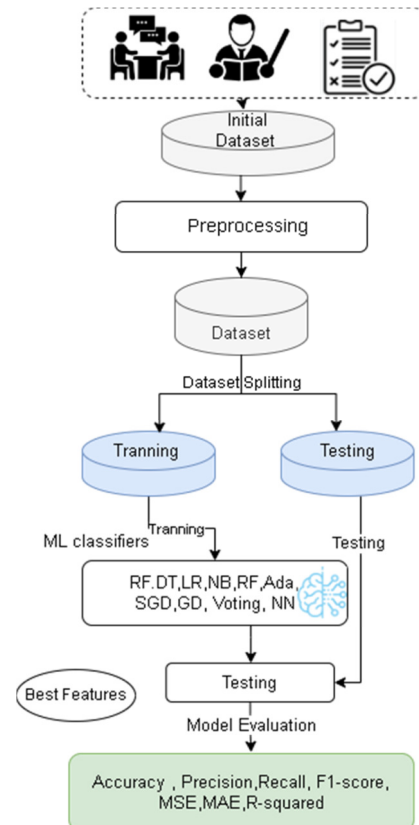 Initial
Dataset
Preprocessing
Dataset
Dataset Splitting
Tranning
Testing
Tranning
ML classifiers
Testing
RF.DT,LR,NB,RF,Ada,
SGD,GD, Voting, NN
Testing
Best Features
Model Evaluation
Accuracy , Precision,Recall, F1-score,
MSE,MAE,R-squared